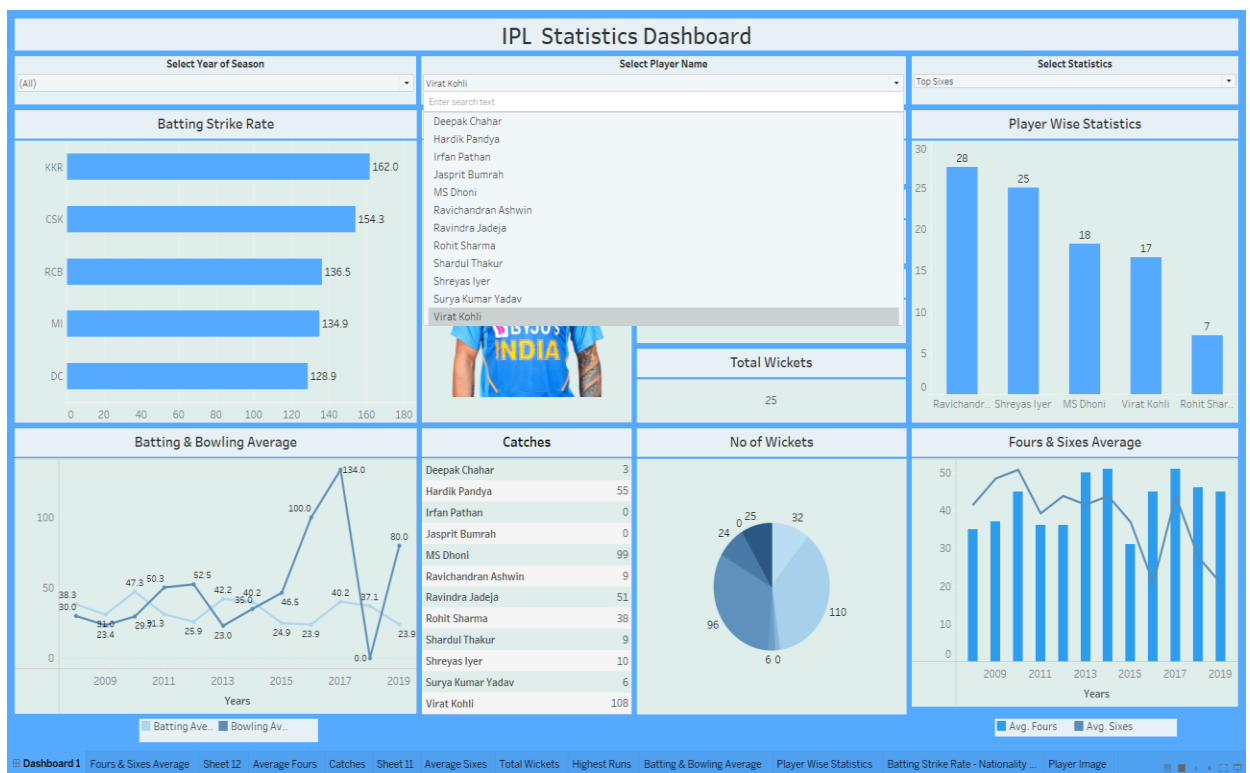 IPL Statistics Dashboard
Select Year of Season
(All)
Select Player Name
Virat Kohli
Enter search text
Deepak Chahar
Hardik Pandya
Irfan Pathan
Jasprit Bumrah
MS Dhoni
Ravichandran Ashwin
Ravindra Jadeja
Rohit Sharma
Shardul Thakur
Shreyas Iyer
Surya Kumar Yadav
Virat Kohli
Select Statistics
Top Sixes
Batting Strike Rate
KKR 162.0
CSK 154.3
RCB 136.5
MI 134.9
DC 128.9
0 20 40 60 80 100 120 140 160 180
BYJU'S
INDIA
Total Wickets
25
Player Wise Statistics
30
25
20
15
10
5
0
28
25
18
17
7
Ravichandr.. Shreyas Iyer MS Dhoni Virat Kohli Rohit Shar..
Batting & Bowling Average
100
50
0
38.3
30.0
31.0
23.4
47.3
29.7
50.3
31.3
52.5
25.9
42.2
23.0
40.2
35.0
46.5
24.9
100.0
23.9
134.0
40.2
37.1
0.0
80.0
23.9
2009 2011 2013 2015 2017 2019
Years
Batting Ave.. Bowling Av..
Catches
Deepak Chahar 3
Hardik Pandya 55
Irfan Pathan 0
Jasprit Bumrah 0
MS Dhoni 99
Ravichandran Ashwin 9
Ravindra Jadeja 51
Rohit Sharma 38
Shardul Thakur 9
Shreyas Iyer 10
Surya Kumar Yadav 6
Virat Kohli 108
No of Wickets
0 25
24
32
110
96
6 0
Fours & Sixes Average
50
40
30
20
10
0
2009 2011 2013 2015 2017 2019
Years
Avg. Fours Avg. Sixes
Dashboard 1 Fours & Sixes Average Sheet 12 Average Fours Catches Sheet 11 Average Sixes Total Wickets Highest Runs Batting & Bowling Average Player Wise Statistics Batting Strike Rate - Nationality ... Player Image